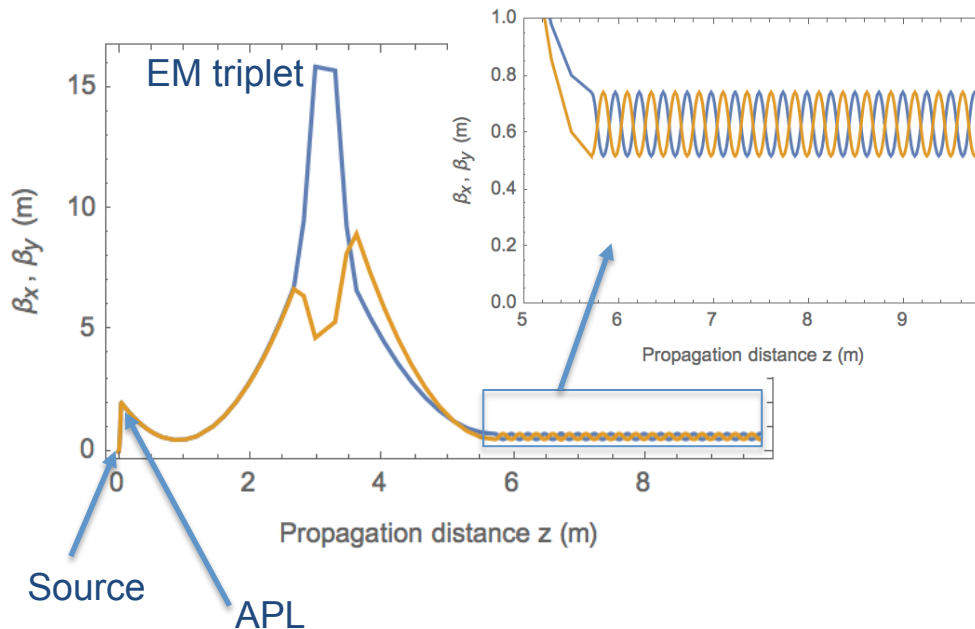 EM triplet
βx , βy (m)
15
10
5
0
0
2
4
6
8
Propagation distance z (m)
Source
APL
βx , βy (m)
1.0
0.8
0.6
0.4
0.2
0.0
5
6
7
8
9
Propagation distance z (m)